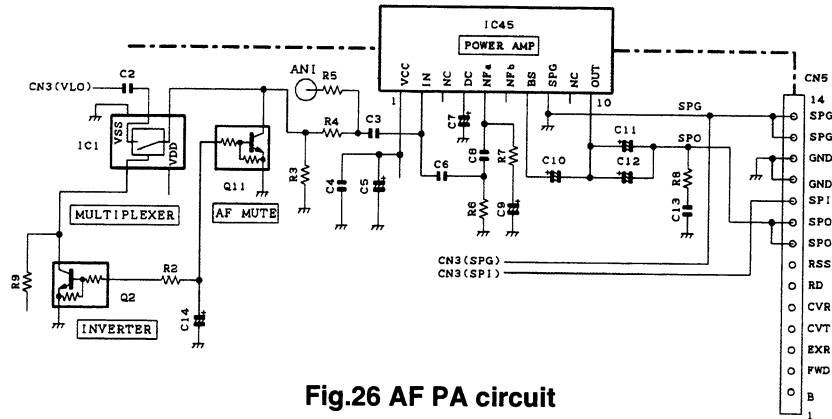 IC45
POWER AMP
VCC
IN
NC
DC
NFa
NFb
BS
SPG
NC
OUT
1
10
CN3(VLO)
C2
ANI
R5
R4
C3
IC1
VSS
VDD
MULTIPLEXER
Q11
AF MUTE
R3
C4
C5
C6
C7
C8
R7
R6
C9
C10
C11
C12
SPG
SPO
R8
C13
R9
Q2
INVERTER
R2
C14
CN3(SPG)
CN3(SPI)
CN5
14
SPG
SPG
GND
GND
SPI
SPO
SPO
RSS
RD
CVR
CVT
EXR
FWD
B
1
Fig.26 AF PA circuit